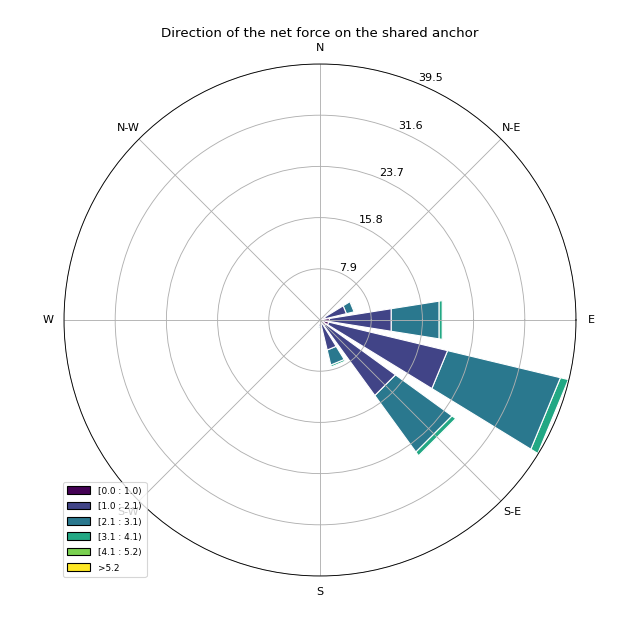 Direction of the net force on the shared anchor
N
N-W
N-E
39.5
31.6
23.7
15.8
7.9
W
E
S-W
S-E
S
[0.0 : 1.0)
[1.0 : 2.1)
[2.1 : 3.1)
[3.1 : 4.1)
[4.1 : 5.2)
>5.2